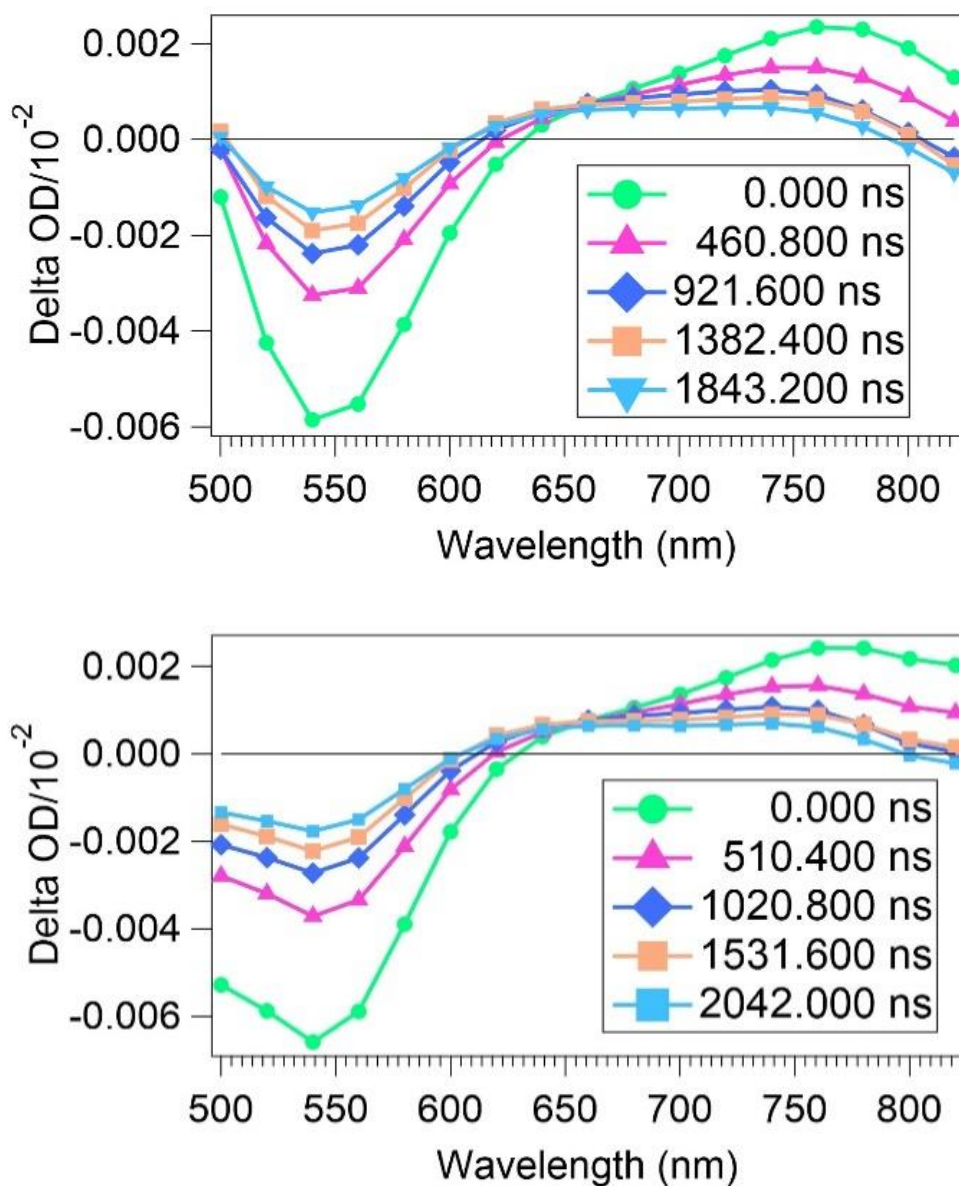 0.002
0.000
-0.002
-0.004
-0.006
Delta OD/10-2
0.000 ns
460.800 ns
921.600 ns
1382.400 ns
1843.200 ns
500 550 600 650 700 750 800
Wavelength (nm)
0.002
0.000
-0.002
-0.004
-0.006
Delta OD/10-2
0.000 ns
510.400 ns
1020.800 ns
1531.600 ns
2042.000 ns
500 550 600 650 700 750 800
Wavelength (nm)